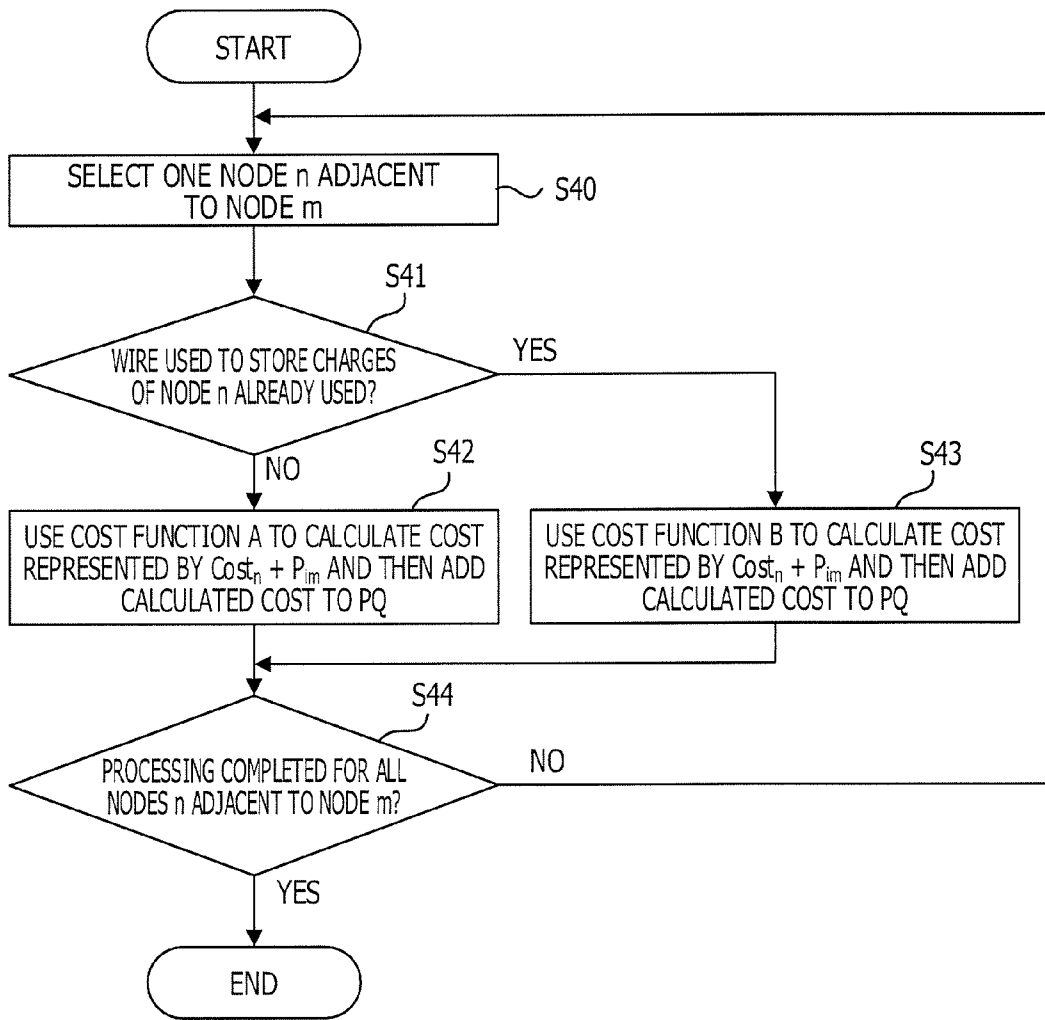 START
SELECT ONE NODE n ADJACENT
TO NODE m
S40
S41
WIRE USED TO STORE CHARGES
OF NODE n ALREADY USED?
YES
NO
S42
S43
USE COST FUNCTION A TO CALCULATE COST
REPRESENTED BY Costn + Pim AND THEN ADD
CALCULATED COST TO PQ
USE COST FUNCTION B TO CALCULATE COST
REPRESENTED BY Costn + Pim AND THEN ADD
CALCULATED COST TO PQ
S44
PROCESSING COMPLETED FOR ALL
NODES n ADJACENT TO NODE m?
NO
YES
END